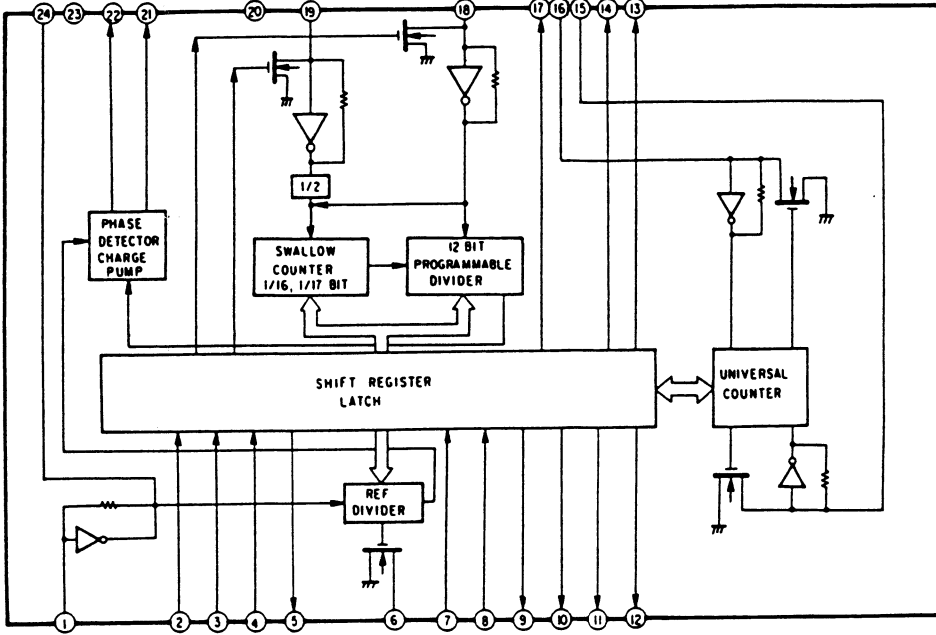 24 23 22 21 20 19 18 17 16 15 14 13
1/2
PHASE
DETECTOR
CHARGE
PUMP
SWALLOW
COUNTER
1/16, 1/17 BIT
12 BIT
PROGRAMMABLE
DIVIDER
SHIFT REGISTER
LATCH
UNIVERSAL
COUNTER
REF
DIVIDER
1 2 3 4 5 6 7 8 9 10 11 12